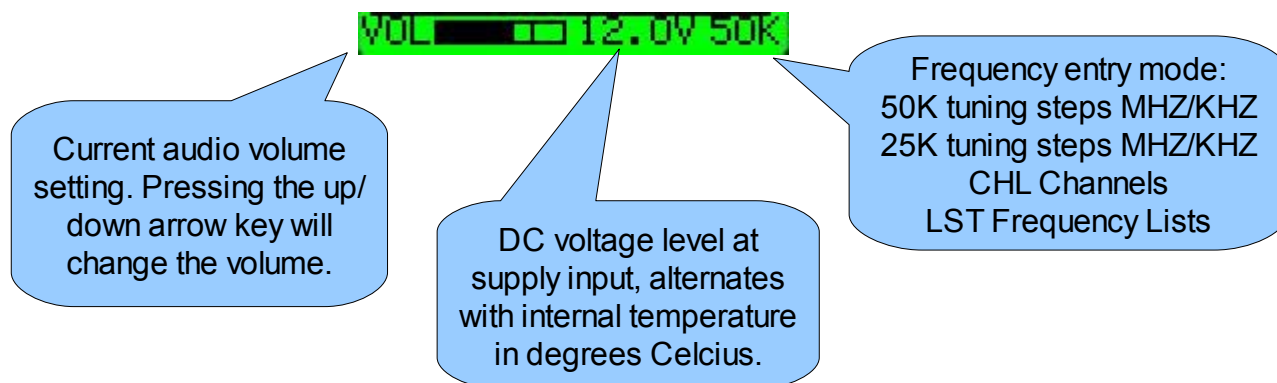 VOL 12.0V 50K
Current audio volume
setting. Pressing the up/
down arrow key will
change the volume.
DC voltage level at
supply input, alternates
with internal temperature
in degrees Celcius.
Frequency entry mode:
50K tuning steps MHZ/KHZ
25K tuning steps MHZ/KHZ
CHL Channels
LST Frequency Lists